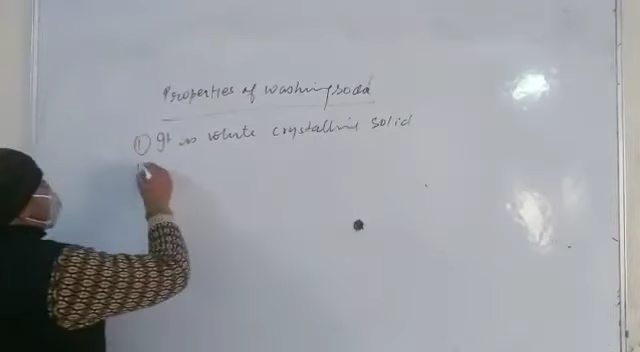 Properties of washing soda
① It is white crystalline solid